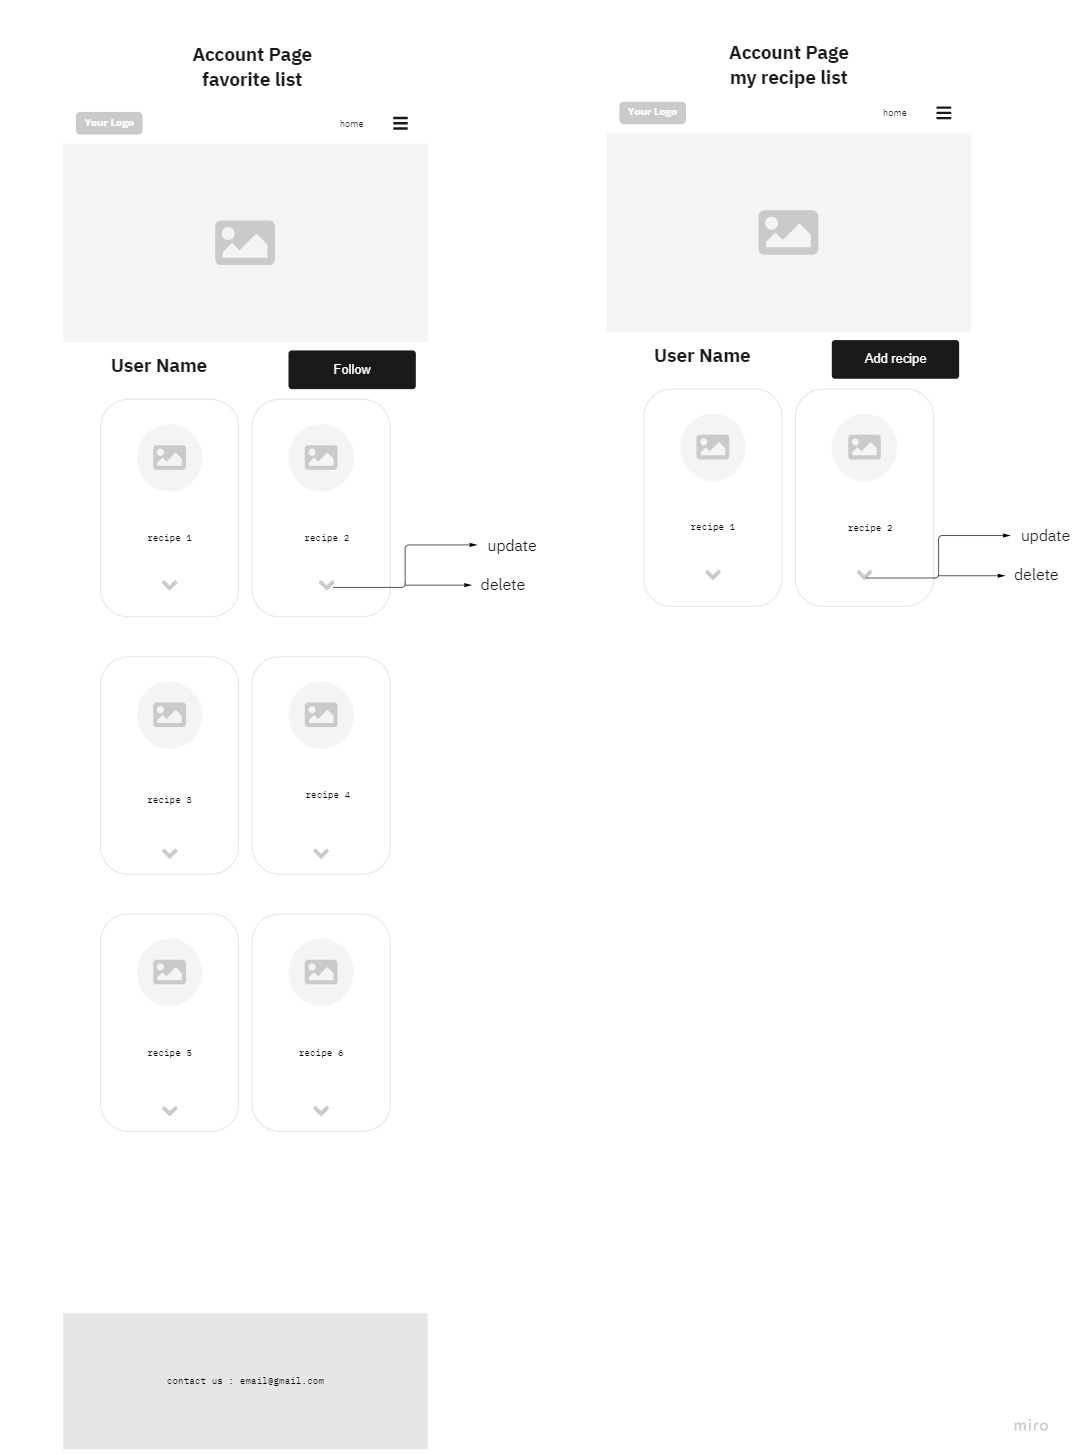 Account Page
favorite list
Your Logo
home
User Name
Follow
recipe 1
recipe 2
update
delete
recipe 3
recipe 4
recipe 5
recipe 6
contact us : email@gmail.com
Account Page
my recipe list
Your Logo
home
User Name
Add recipe
recipe 1
recipe 2
update
delete
miro